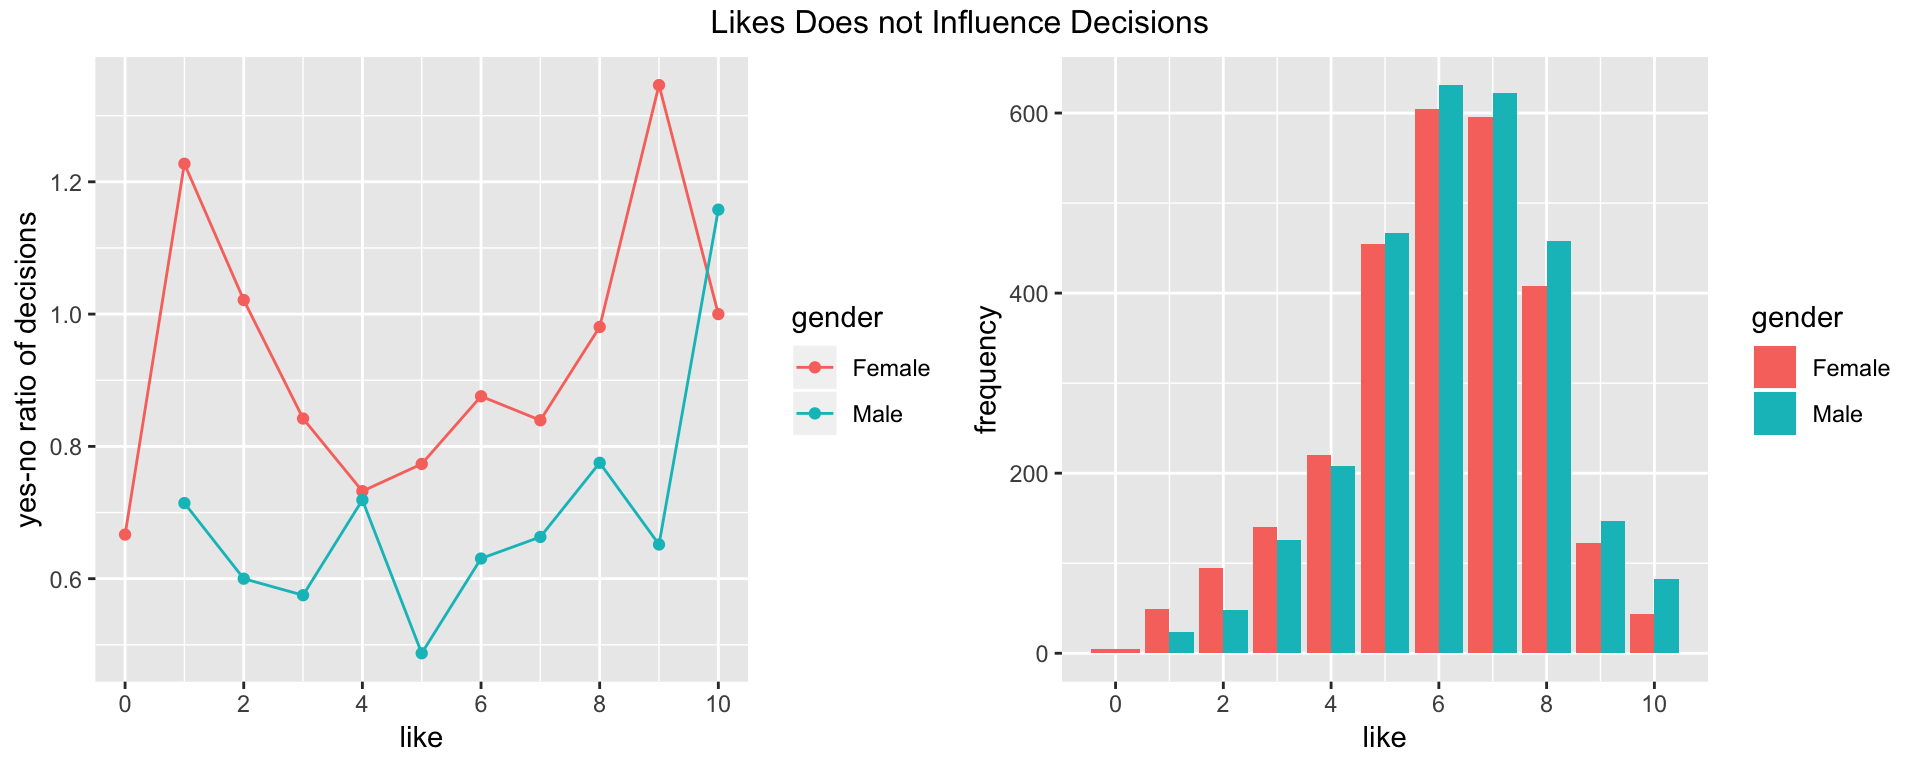 Likes Does not Influence Decisions
yes-no ratio of decisions
1.2
1.0
0.8
0.6
0 2 4 6 8 10
like
gender
Female
Male
frequency
600
400
200
0
0 2 4 6 8 10
like
gender
Female
Male